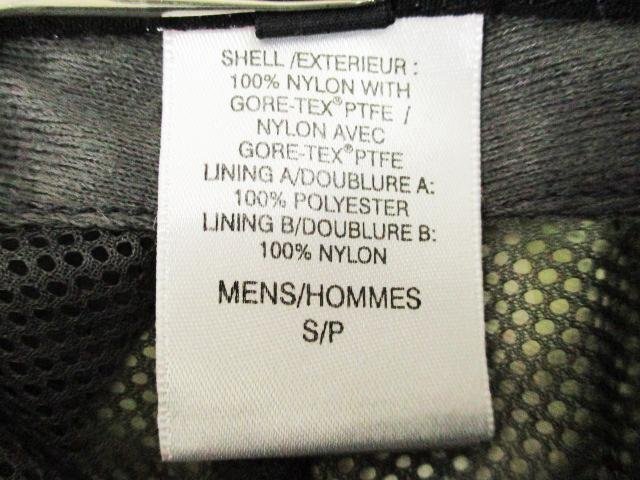 SHELL /EXTERIEUR :
100% NYLON WITH
GORE-TEX®PTFE /
NYLON AVEC
GORE-TEX®PTFE
LINING A/DOUBLURE A:
100% POLYESTER
LINING B/DOUBLURE B:
100% NYLON
MENS/HOMMES
S/P